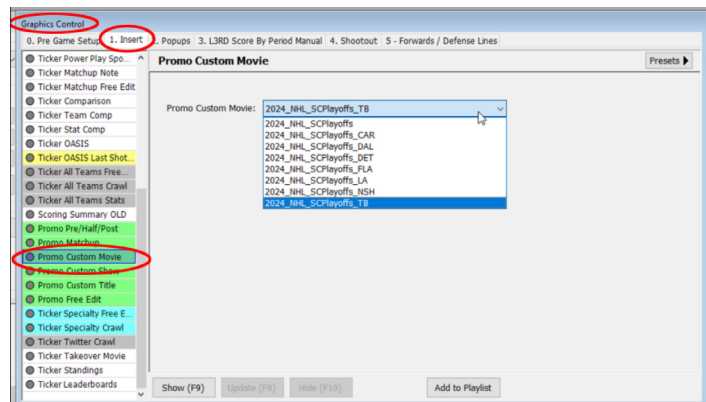 Graphics Control
0. Pre Game Setup 1. Insert 2. Popups 3. L3RD Score By Period Manual 4. Shootout 5 - Forwards / Defense Lines
Ticker Power Play Spo...
Ticker Matchup Note
Ticker Matchup Free Edit
Ticker Comparison
Ticker Team Comp
Ticker Stat Comp
Ticker OASIS
Ticker OASIS Last Shot...
Ticker All Teams Free...
Ticker All Teams Crawl
Ticker All Teams Stats
Scoring Summary OLD
Promo Pre/Half/Post
Promo Matchup
Promo Custom Movie
Promo Custom Show
Promo Custom Title
Promo Free Edit
Ticker Specialty Free E...
Ticker Specialty Crawl
Ticker Twitter Crawl
Ticker Takeover Movie
Ticker Standings
Ticker Leaderboards
Promo Custom Movie
Presets
Promo Custom Movie: 2024_NHL_SCPlayoffs_TB
2024_NHL_SCPlayoffs
2024_NHL_SCPlayoffs_CAR
2024_NHL_SCPlayoffs_DAL
2024_NHL_SCPlayoffs_DET
2024_NHL_SCPlayoffs_FLA
2024_NHL_SCPlayoffs_LA
2024_NHL_SCPlayoffs_NSH
2024_NHL_SCPlayoffs_TB
Show (F9) Update (F9) Hide (F10) Add to Playlist